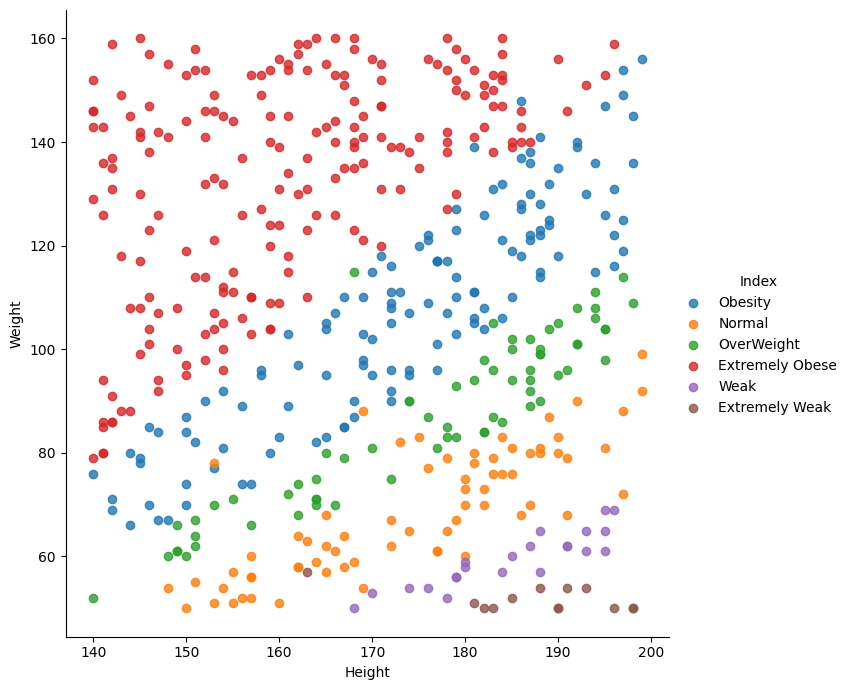 160
140
120
100
80
60
Weight
140
150
160
170
180
190
200
Height
Index
Obesity
Normal
OverWeight
Extremely Obese
Weak
Extremely Weak